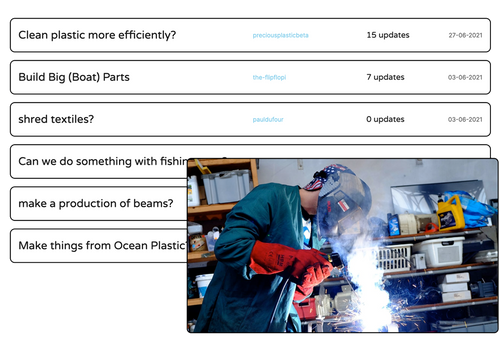 Clean plastic more efficiently? preciousplasticbeta 15 updates 27-06-2021
Build Big (Boat) Parts the-flipflopi 7 updates 03-06-2021
shred textiles? pauldufour 0 updates 03-06-2021
Can we do something with
make a production of beams?
Make things from Ocean Plastic